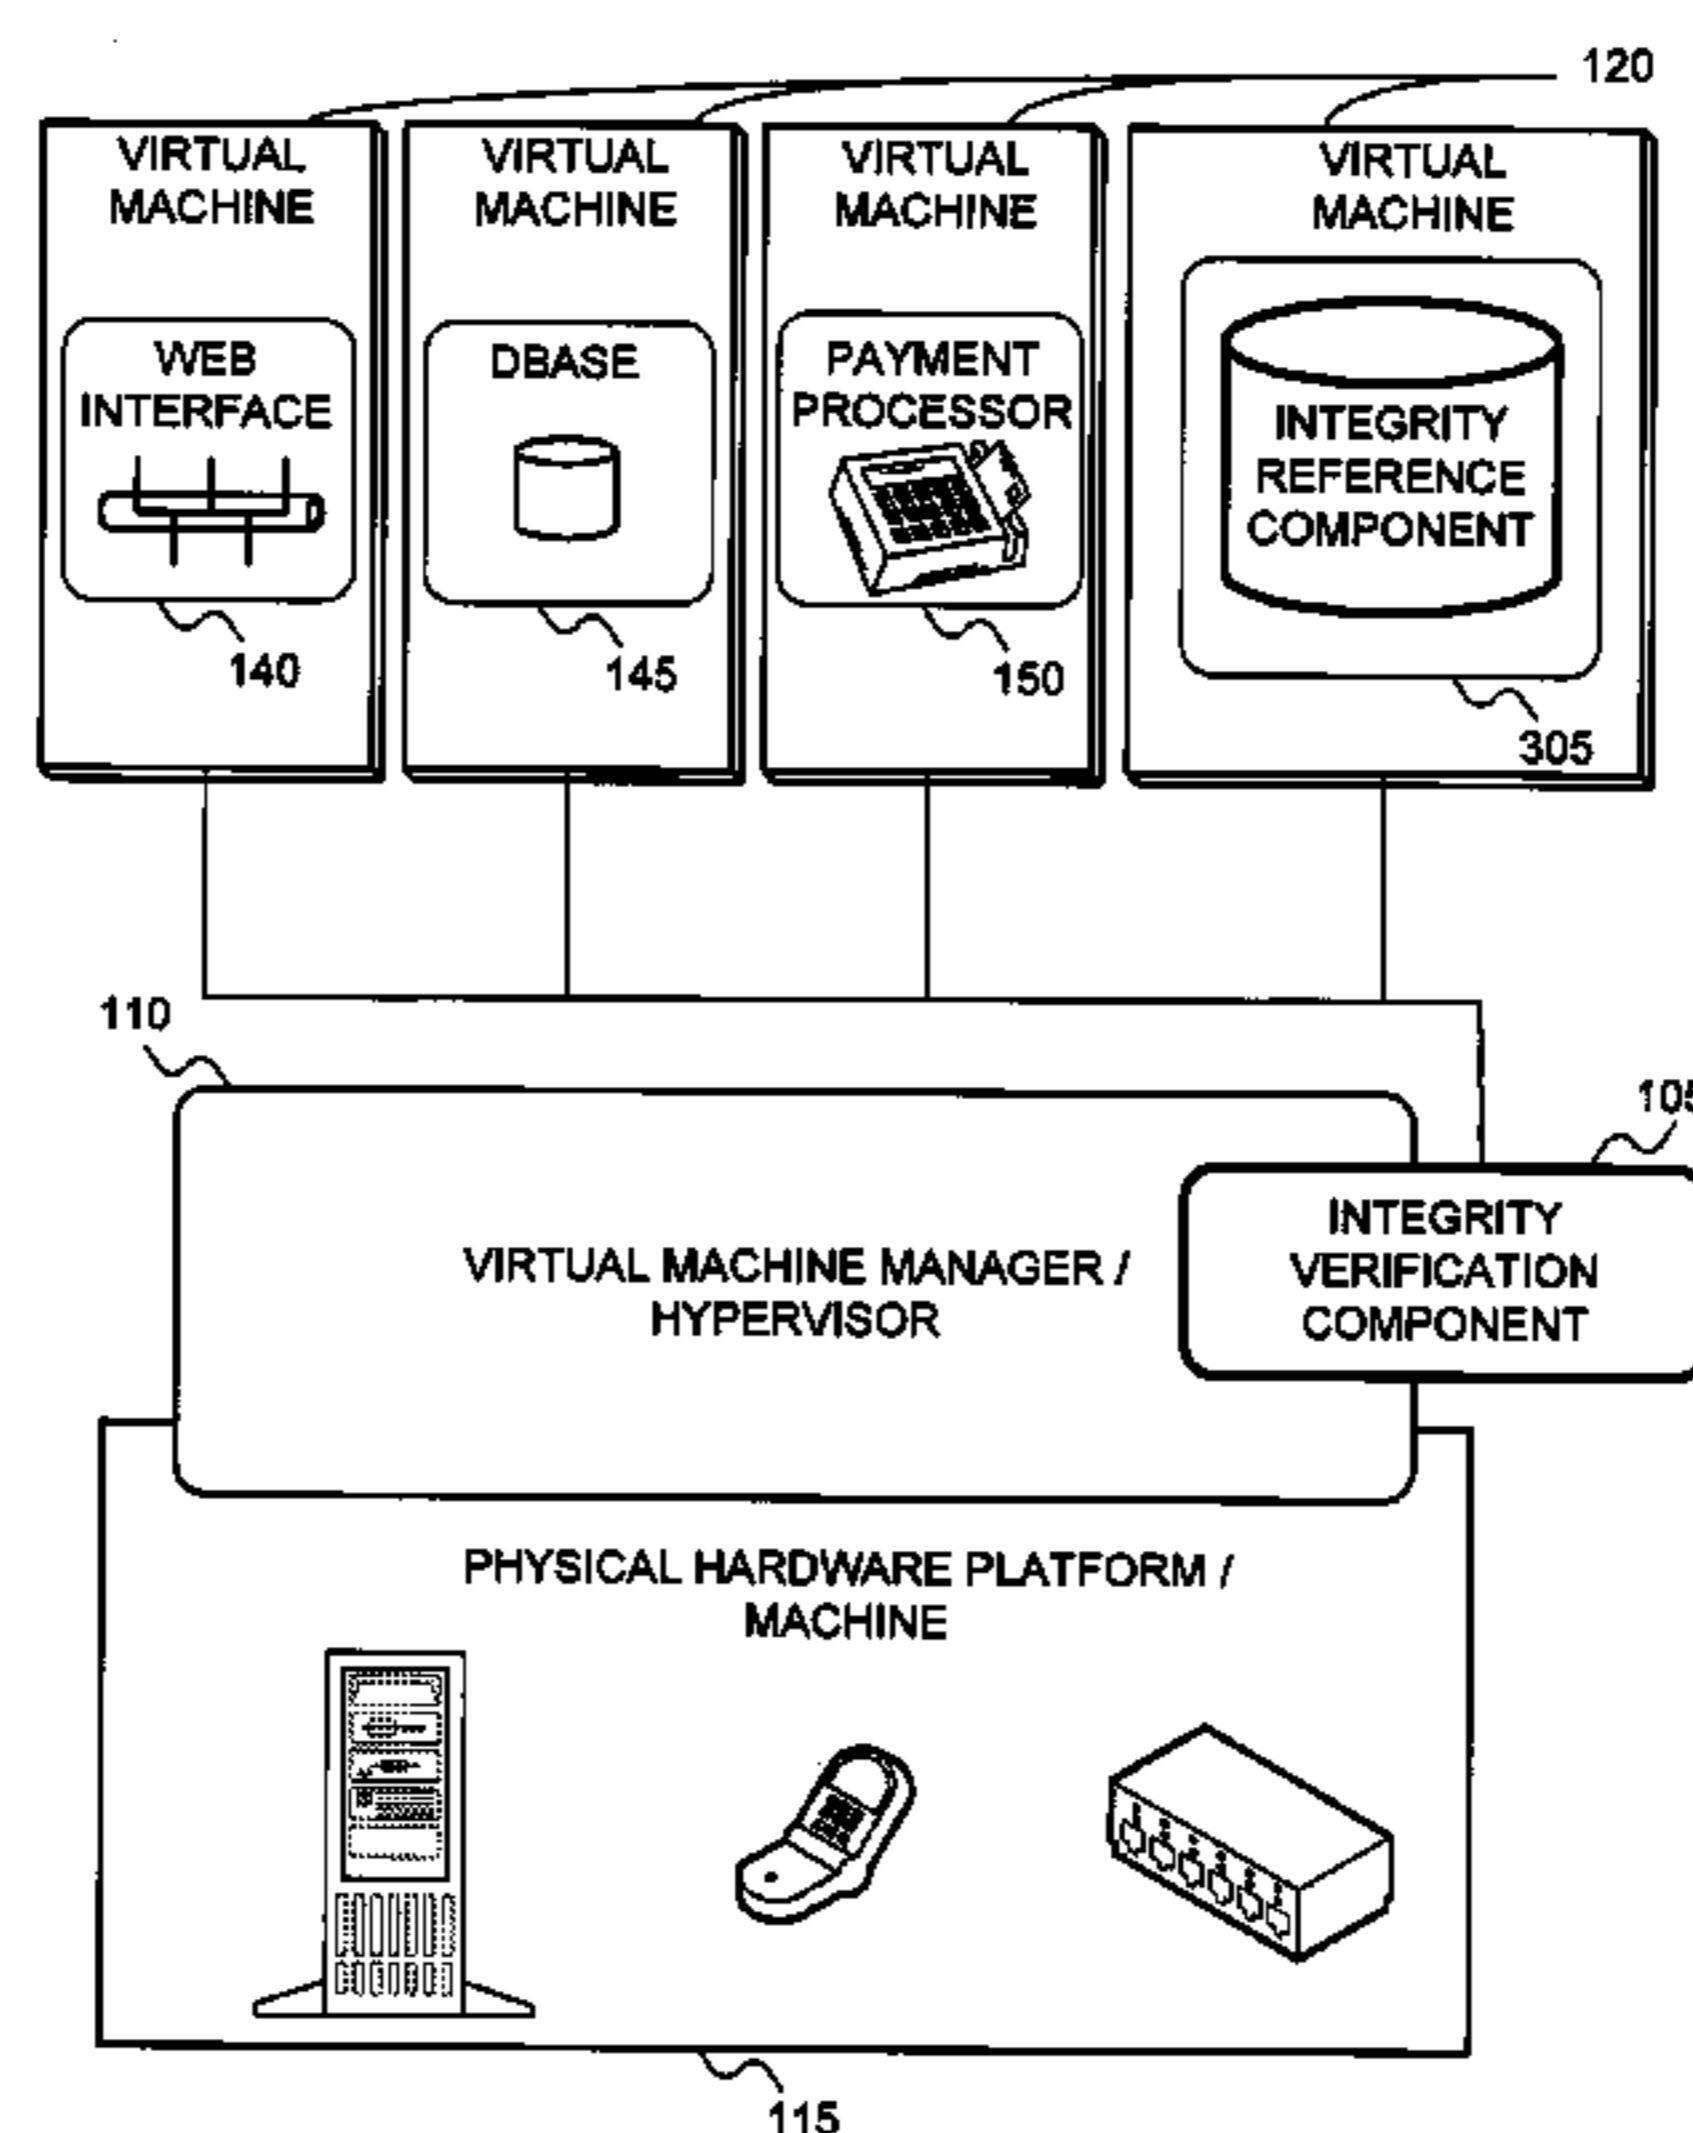 120
VIRTUAL
MACHINE
VIRTUAL
MACHINE
VIRTUAL
MACHINE
VIRTUAL
MACHINE
WEB
INTERFACE
DBASE
PAYMENT
PROCESSOR
INTEGRITY
REFERENCE
COMPONENT
140
145
150
305
110
105
VIRTUAL MACHINE MANAGER /
HYPERVISOR
INTEGRITY
VERIFICATION
COMPONENT
PHYSICAL HARDWARE PLATFORM /
MACHINE
115